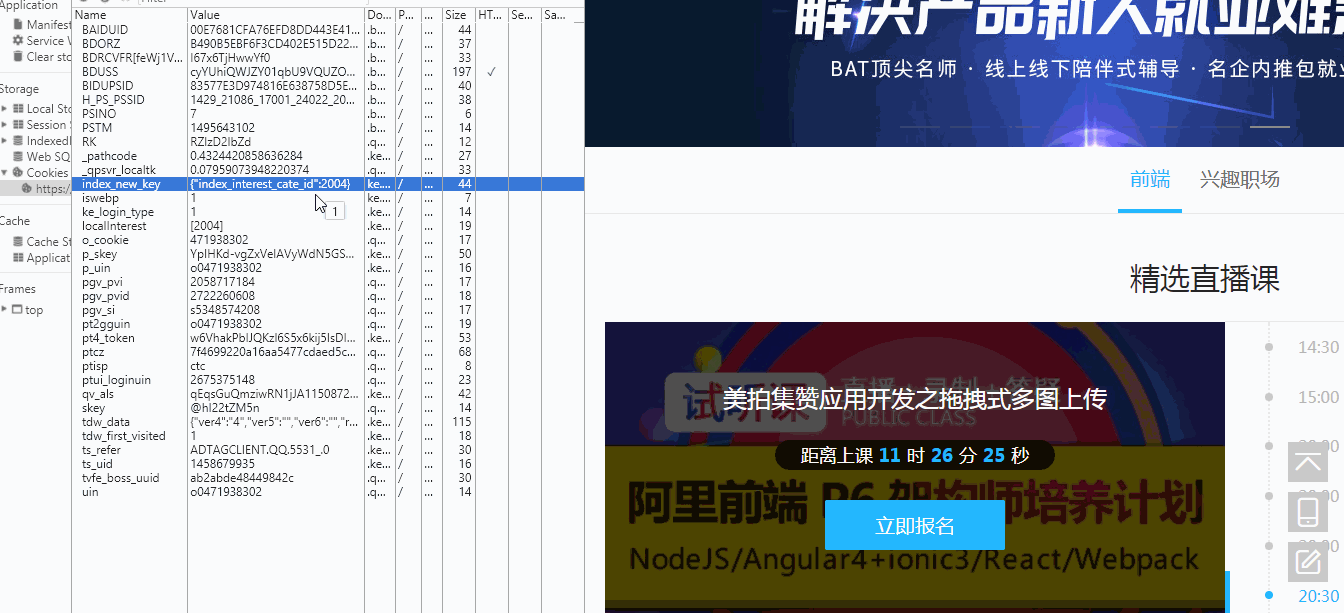 Application
Manifest
Service
Clear sto
Storage
Local Sto
Session
Indexed
Web SQ
Cookies
https:/
Cache
Cache St
Applicat
Frames
top
Name Value Do... P... ... Size HT... Se... Sa...
BAIDUID 00E7681CFA76EFD8DD443E41... .b... / ... 44
BDORZ B490B5EBF6F3CD402E515D22... .b... / ... 37
BDRCVFR[feWj1V... I67x6TjHwwYf0 .b... / ... 33
BDUSS cyYUhiQWJZY01qbU9VQUZO... .b... / ... 197 ✓
BIDUPSID 83577E3D974816E638758D5E... .b... / ... 40
H_PS_PSSID 1429_21086_17001_24022_20... .b... / ... 38
PSINO 7 .b... / ... 6
PSTM 1495643102 .b... / ... 14
RK RZIzD2IbZd .q... / ... 12
_pathcode 0.4324420858636284 .ke... / ... 27
_qpsvr_localtk 0.07959073948220374 .q... / ... 33
index_new_key {"index_interest_cate_id":2004} ke.... / ... 44
iswebp 1 ke.... / ... 7
ke_login_type 1 .ke... / ... 14
localInterest [2004] .ke... / ... 19
o_cookie 471938302 .q... / ... 17
p_skey YpIHKd-vgZxVelAVyWdN5GS... .ke... / ... 50
p_uin o0471938302 .ke... / ... 16
pgv_pvi 2058717184 .q... / ... 17
pgv_pvid 2722260608 .q... / ... 18
pgv_si s5348574208 .q... / ... 17
pt2gguin o0471938302 .q... / ... 19
pt4_token w6VhakPbIJQKzl6S5x6kij5IsDI... .ke... / ... 53
ptcz 7f4699220a16aa5477cdaed5c... .q... / ... 68
ptisp ctc .q... / ... 8
ptui_loginuin 2675375148 .q... / ... 23
qv_als qEqsGuQmziwRN1jJA1150872... .ke... / ... 42
skey @hI22tZM5n .q... / ... 14
tdw_data {"ver4":"4","ver5":"","ver6":"","r... .ke... / ... 115
tdw_first_visited 1 .ke... / ... 18
ts_refer ADTAGCLIENT.QQ.5531_.0 .ke... / ... 30
ts_uid 1458679935 .ke... / ... 16
tvfe_boss_uuid ab2abde48449842c .q... / ... 30
uin o0471938302 .q... / ... 14
1
解决产品新人就业难
BAT顶尖名师 · 线上线下陪伴式辅导 · 名企内推包就
前端 兴趣职场
精选直播课
试听课
PUBLIC CLASS
美拍集赞应用开发之拖拽式多图上传
距离上课 11 时 26 分 25 秒
阿里前端 P6 架构师培养计划
立即报名
NodeJS/Angular4+ionic3/React/Webpack
14:30
15:00
20:30